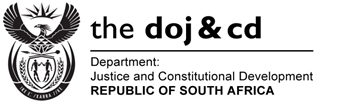 the doj & cd
Department:
Justice and Constitutional Development
REPUBLIC OF SOUTH AFRICA